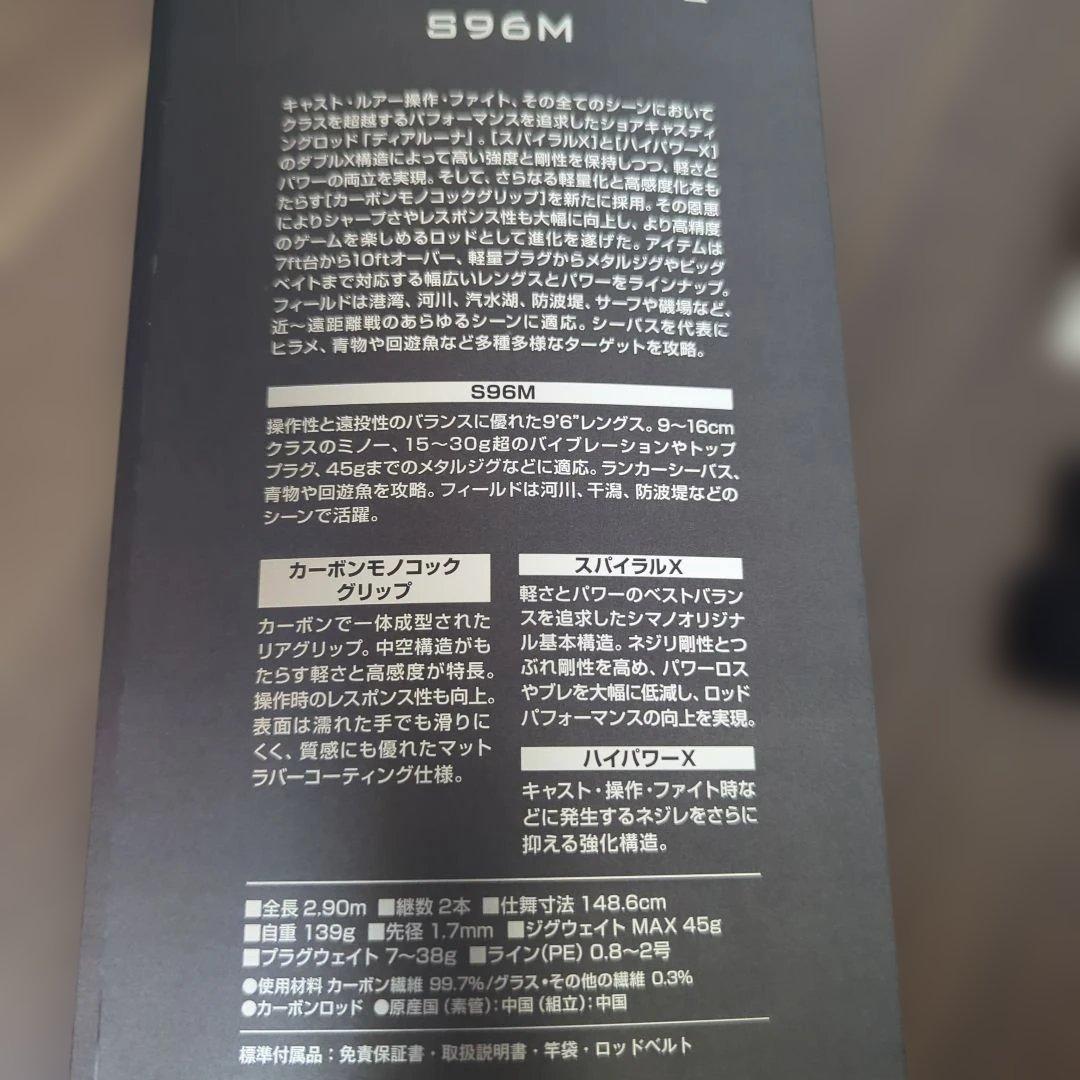 S96M
キャスト・ルアー操作・ファイト、その全てのシーンにおいて
クラスを超越するパフォーマンスを追求したショアキャスティ
ングロッド「ディアルーナ」。[スパイラルX]と[ハイパワーX]
のダブルX構造によって高い強度と剛性を保持しつつ、軽さと
パワーの両立を実現。そして、さらなる軽量化と高感度化をも
たらす[カーボンモノコックグリップ]を新たに採用。その恩恵
によりシャープさやレスポンス性も大幅に向上し、より高精度
のゲームを楽しめるロッドとして進化を遂げた。アイテムは
7ft台から10ftオーバー、軽量プラグからメタルジグやビッグ
ベイトまで対応する幅広いレングスとパワーをラインナップ。
フィールドは港湾、河川、汽水湖、防波堤、サーフや磯場など、
近～遠距離戦のあらゆるシーンに適応。シーバスを代表に
ヒラメ、青物や回遊魚など多種多様なターゲットを攻略。
S96M
操作性と遠投性のバランスに優れた9'6"レングス。9～16cm
クラスのミノー、15～30g超のバイブレーションやトップ
プラグ、45gまでのメタルジグなどに適応。ランカーシーバス、
青物や回遊魚を攻略。フィールドは河川、干潟、防波堤などの
シーンで活躍。
カーボンモノコック
グリップ
カーボンで一体成型された
リアグリップ。中空構造がも
たらす軽さと高感度が特長。
操作時のレスポンス性も向上。
表面は濡れた手でも滑りに
くく、質感にも優れたマット
ラバーコーティング仕様。
スパイラルX
軽さとパワーのベストバラン
スを追求したシマノオリジナ
ル基本構造。ネジリ剛性とつ
ぶれ剛性を高め、パワーロス
やブレを大幅に低減し、ロッド
パフォーマンスの向上を実現。
ハイパワーX
キャスト・操作・ファイト時な
どに発生するネジレをさらに
抑える強化構造。
■全長 2.90m ■継数 2本 ■仕舞寸法 148.6cm
■自重 139g ■先径 1.7mm ■ジグウェイト MAX 45g
■プラグウェイト 7～38g ■ライン(PE) 0.8～2号
●使用材料 カーボン繊維 99.7%/グラス・その他の繊維 0.3%
●カーボンロッド ●原産国(素管):中国(組立):中国
標準付属品:免責保証書・取扱説明書・竿袋・ロッドベルト